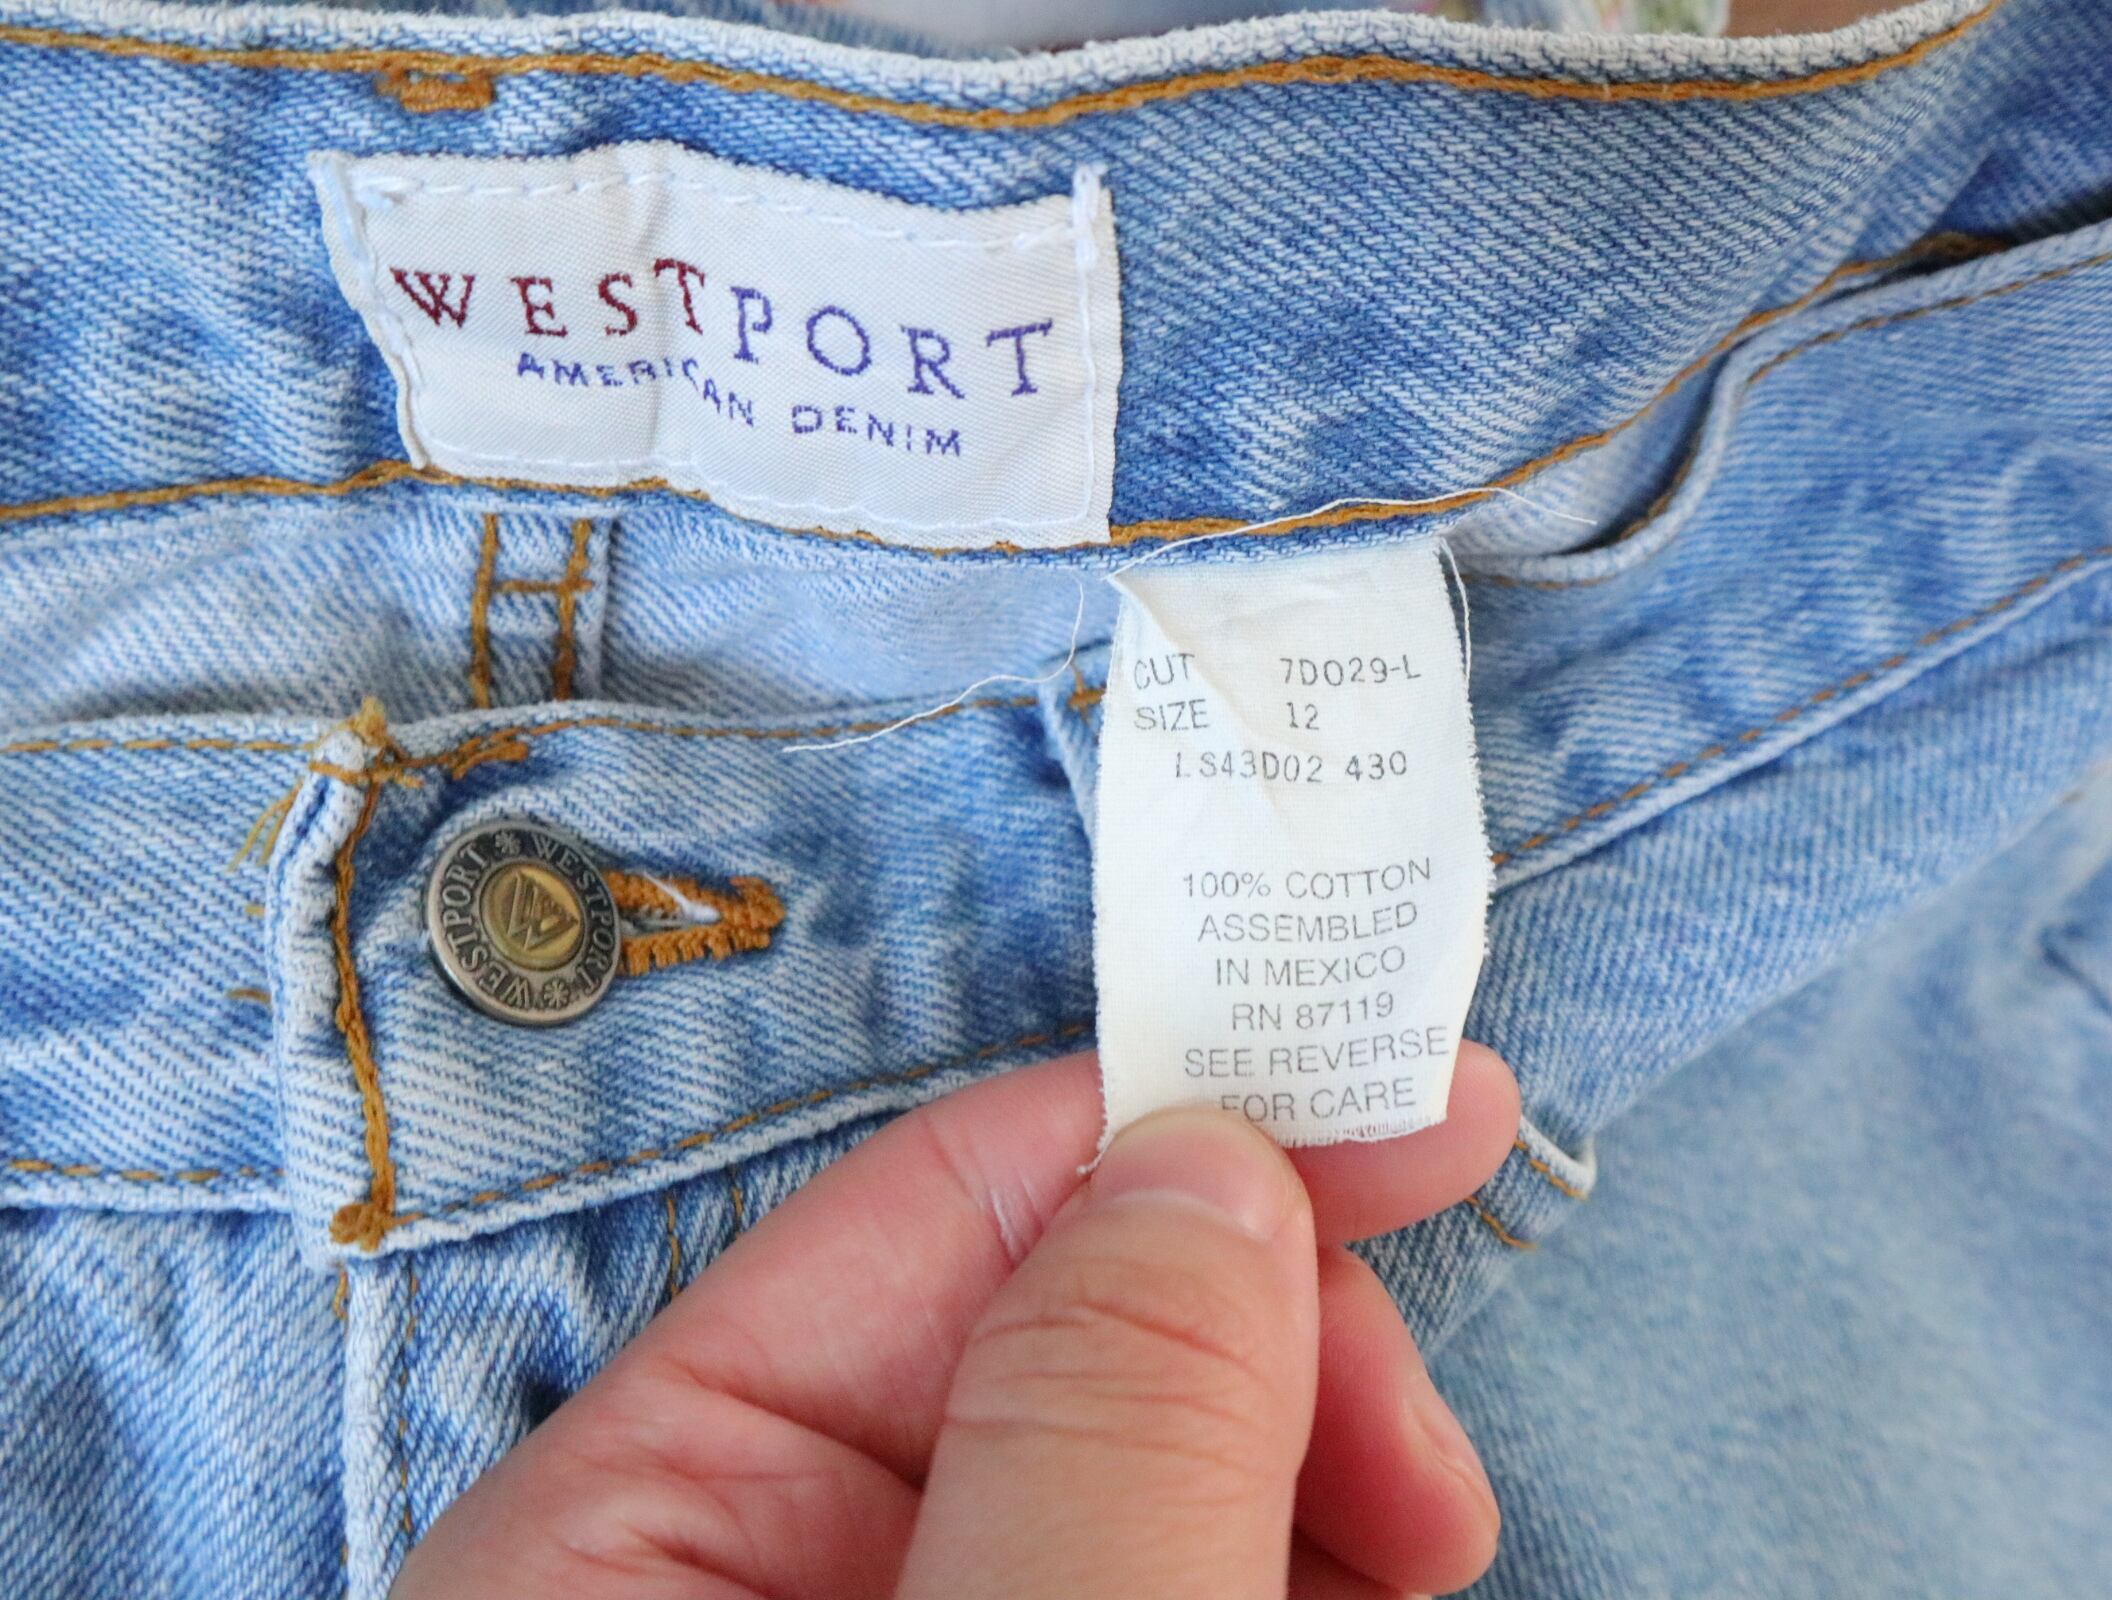 WESTPORT
AMERICAN DENIM
CUT 7D029-L
SIZE 12
LS43D02 430
100% COTTON
ASSEMBLED
IN MEXICO
RN 87119
SEE REVERSE
FOR CARE
WESTPORT * WESTPORT *
W